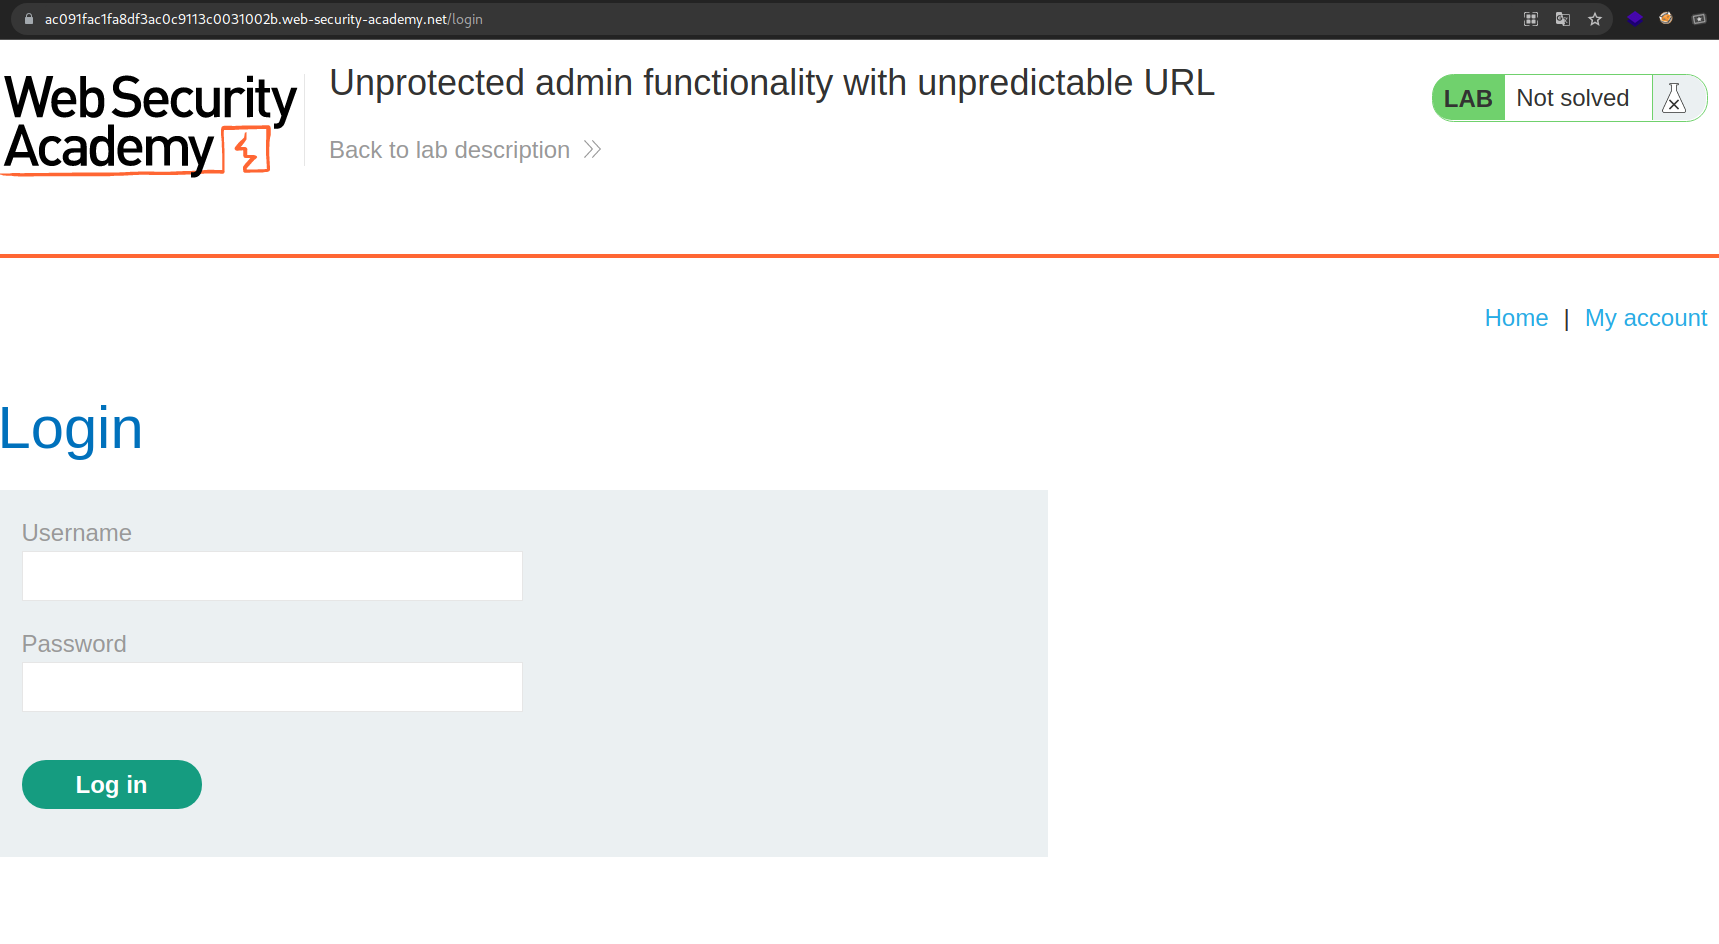 ac091fac1fa8df3ac0c9113c0031002b.web-security-academy.net/login
Web Security
Academy
Unprotected admin functionality with unpredictable URL
Back to lab description
LAB Not solved
Home | My account
Login
Username
Password
Log in